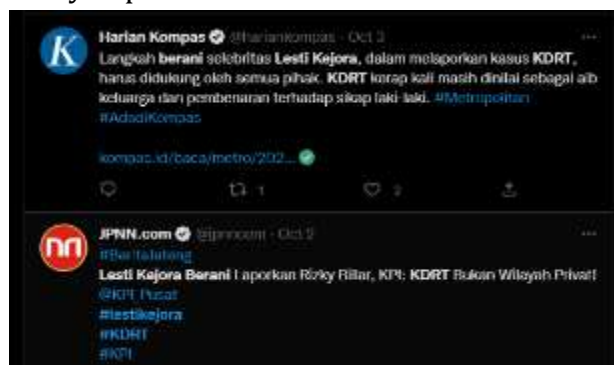 Harian Kompas @hariankompas · Oct 3
Langkah berani selebritas Lesti Kejora, dalam melaporkan kasus KDRT,
harus didukung oleh semua pihak. KDRT kerap kali masih dinilai sebagai aib
keluarga dan pembenaran terhadap sikap laki-laki. #Metropolitan
#AdadiKompas
kompas.id/baca/metro/202...
1 2
JPNN.com @jpnncom · Oct 2
#BeritaJateng
Lesti Kejora Berani Laporkan Rizky Billar, KPI: KDRT Bukan Wilayah Privat!
@KPI_Pusat
#lestikejora
#KDRT
#KPI